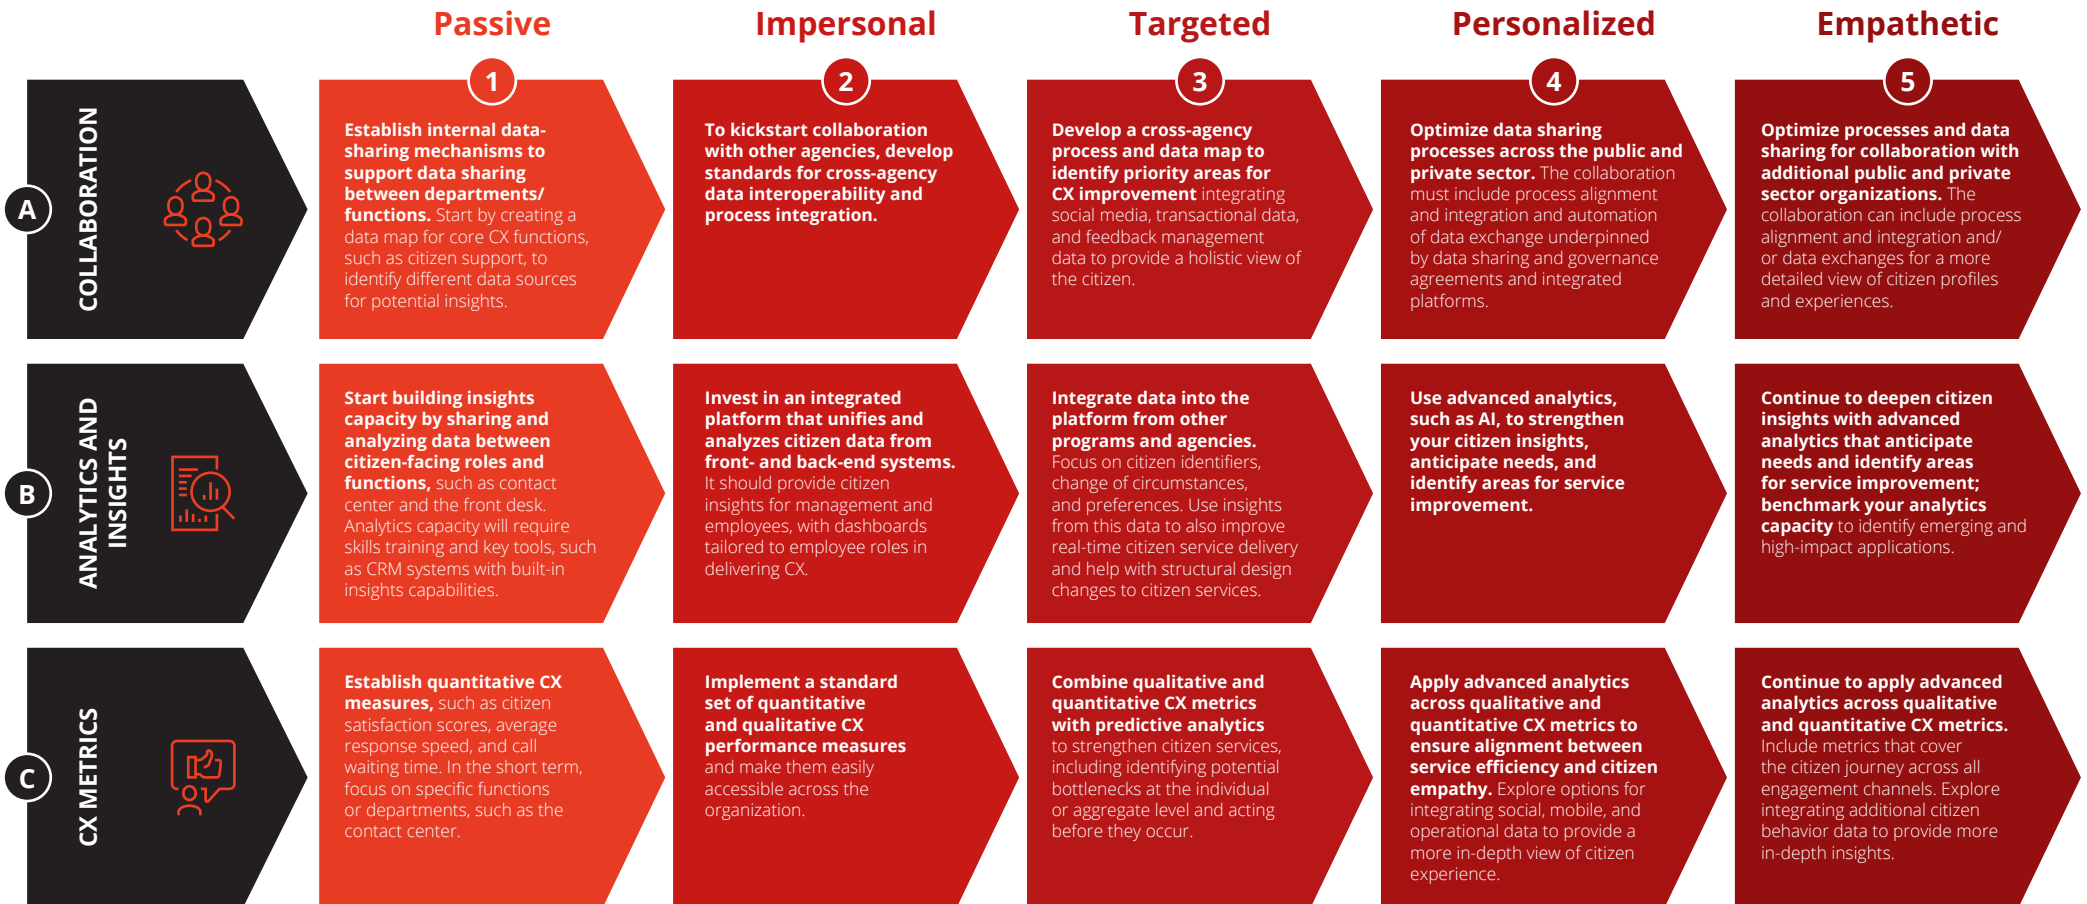 Passive
Impersonal
Targeted
Personalized
Empathetic
1
2
3
4
5
A
COLLABORATION
Establish internal data-
sharing mechanisms to
support data sharing
between departments/
functions. Start by creating a
data map for core CX functions,
such as citizen support, to
identify different data sources
for potential insights.
To kickstart collaboration
with other agencies, develop
standards for cross-agency
data interoperability and
process integration.
Develop a cross-agency
process and data map to
identify priority areas for
CX improvement integrating
social media, transactional data,
and feedback management
data to provide a holistic view of
the citizen.
Optimize data sharing
processes across the public and
private sector. The collaboration
must include process alignment
and integration and automation
of data exchange underpinned
by data sharing and governance
agreements and integrated
platforms.
Optimize processes and data
sharing for collaboration with
additional public and private
sector organizations. The
collaboration can include process
alignment and integration and/
or data exchanges for a more
detailed view of citizen profiles
and experiences.
B
ANALYTICS AND
INSIGHTS
Start building insights
capacity by sharing and
analyzing data between
citizen-facing roles and
functions, such as contact
center and the front desk.
Analytics capacity will require
skills training and key tools, such
as CRM systems with built-in
insights capabilities.
Invest in an integrated
platform that unifies and
analyzes citizen data from
front- and back-end systems.
It should provide citizen
insights for management and
employees, with dashboards
tailored to employee roles in
delivering CX.
Integrate data into the
platform from other
programs and agencies.
Focus on citizen identifiers,
change of circumstances,
and preferences. Use insights
from this data to also improve
real-time citizen service delivery
and help with structural design
changes to citizen services.
Use advanced analytics,
such as AI, to strengthen
your citizen insights,
anticipate needs, and
identify areas for service
improvement.
Continue to deepen citizen
insights with advanced
analytics that anticipate
needs and identify areas
for service improvement;
benchmark your analytics
capacity to identify emerging and
high-impact applications.
C
CX METRICS
Establish quantitative CX
measures, such as citizen
satisfaction scores, average
response speed, and call
waiting time. In the short term,
focus on specific functions
or departments, such as the
contact center.
Implement a standard
set of quantitative
and qualitative CX
performance measures
and make them easily
accessible across the
organization.
Combine qualitative and
quantitative CX metrics
with predictive analytics
to strengthen citizen services,
including identifying potential
bottlenecks at the individual
or aggregate level and acting
before they occur.
Apply advanced analytics
across qualitative and
quantitative CX metrics to
ensure alignment between
service efficiency and citizen
empathy. Explore options for
integrating social, mobile, and
operational data to provide a
more in-depth view of citizen
experience.
Continue to apply advanced
analytics across qualitative
and quantitative CX metrics.
Include metrics that cover
the citizen journey across all
engagement channels. Explore
integrating additional citizen
behavior data to provide more
in-depth insights.